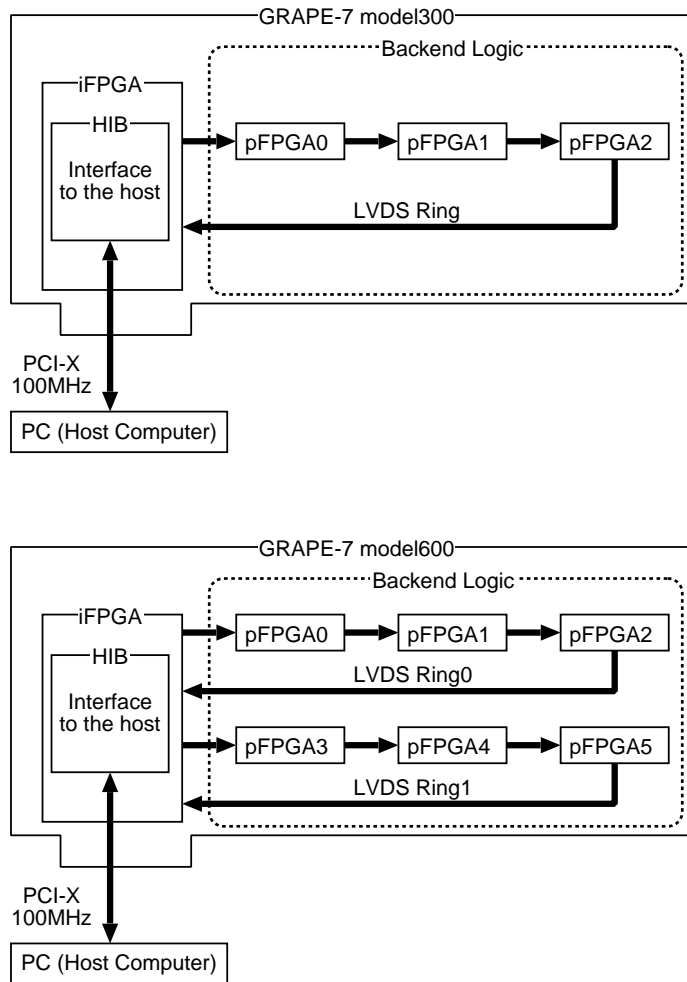 GRAPE-7 model300
Backend Logic
iFPGA
HIB
Interface
to the host
pFPGA0
pFPGA1
pFPGA2
LVDS Ring
PCI-X
100MHz
PC (Host Computer)
GRAPE-7 model600
Backend Logic
iFPGA
HIB
Interface
to the host
pFPGA0
pFPGA1
pFPGA2
LVDS Ring0
pFPGA3
pFPGA4
pFPGA5
LVDS Ring1
PCI-X
100MHz
PC (Host Computer)